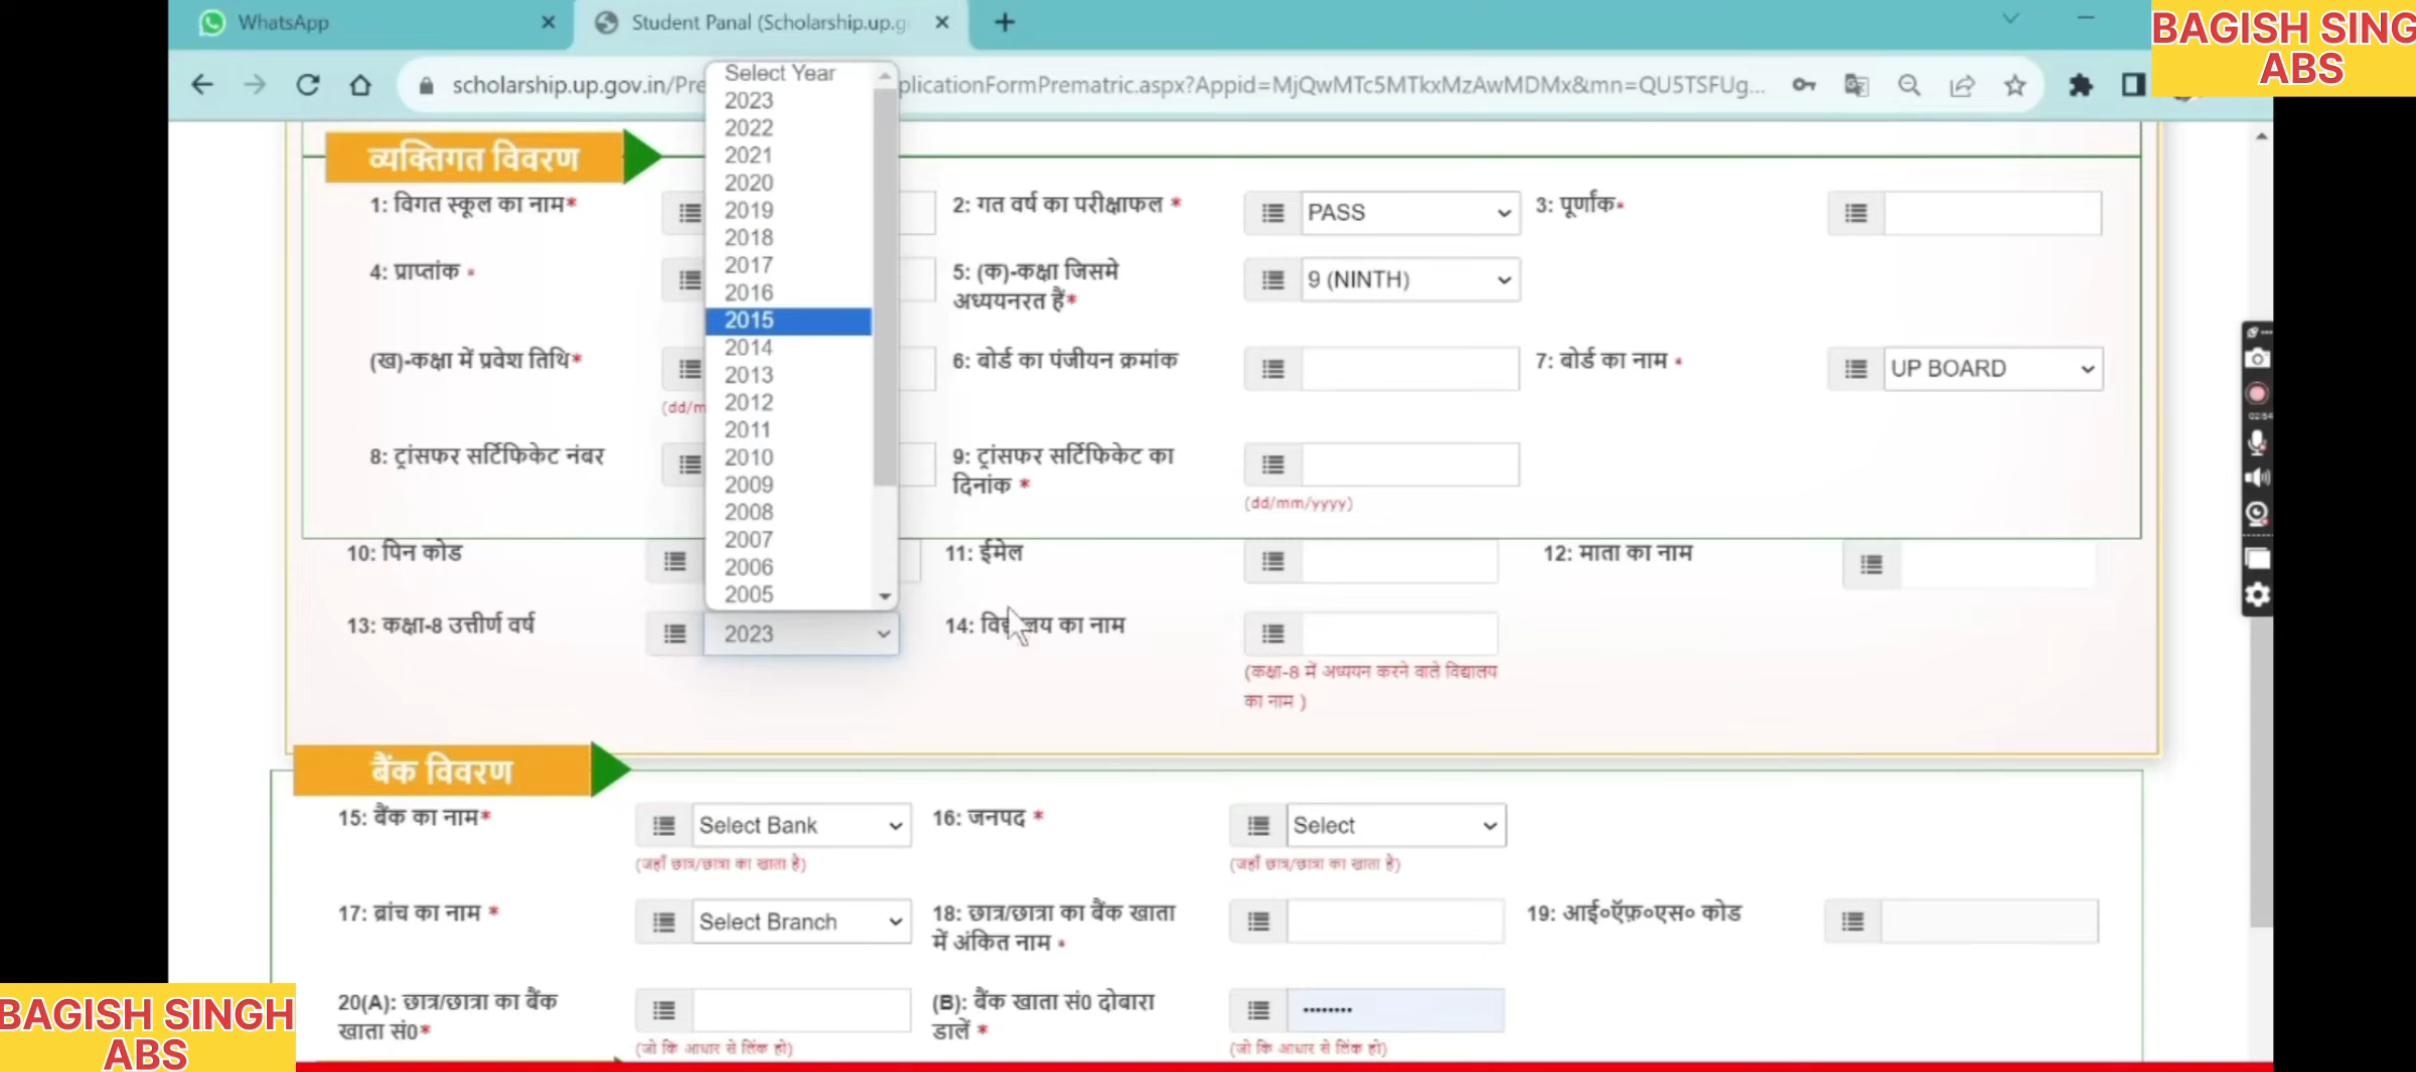 WhatsApp
Student Panal (Scholarship.up.g
BAGISH SING
ABS
scholarship.up.gov.in/Pre
plicationFormPrematric.aspx?Appid=MjQwMTc5MTkxMzAwMDMx&mn=QU5TSFUg...
Select Year
2023
2022
2021
2020
2019
2018
2017
2016
2015
2014
2013
2012
2011
2010
2009
2008
2007
2006
2005
व्यक्तिगत विवरण
1: विगत स्कूल का नाम*
2: गत वर्ष का परीक्षाफल *
PASS
3: पूर्णांक*
4: प्राप्तांक *
5: (क)-कक्षा जिसमे
अध्ययनरत हैं*
9 (NINTH)
(ख)-कक्षा में प्रवेश तिथि*
(dd/m
6: बोर्ड का पंजीयन क्रमांक
7: बोर्ड का नाम *
UP BOARD
8: ट्रांसफर सर्टिफिकेट नंबर
9: ट्रांसफर सर्टिफिकेट का
दिनांक *
(dd/mm/yyyy)
10: पिन कोड
11: ईमेल
12: माता का नाम
13: कक्षा-8 उत्तीर्ण वर्ष
2023
14: विद्यालय का नाम
(कक्षा-8 में अध्ययन करने वाले विद्यालय
का नाम )
02:54
बैंक विवरण
15: बैंक का नाम*
Select Bank
(जहाँ छात्र/छात्रा का खाता है)
16: जनपद *
Select
(जहाँ छात्र/छात्रा का खाता है)
17: ब्रांच का नाम *
Select Branch
18: छात्र/छात्रा का बैंक खाता
में अंकित नाम *
19: आई०ऍफ़०एस० कोड
20(A): छात्र/छात्रा का बैंक
खाता सं0*
(जो कि आधार से लिंक हो)
(B): बैंक खाता सं0 दोबारा
डालें *
(जो कि आधार से लिंक हो)
BAGISH SINGH
ABS